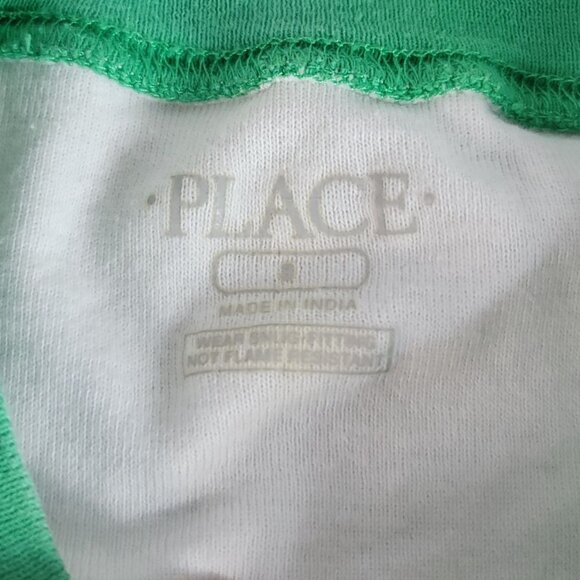 · PLACE ·
MADE IN INDIA
WEAR SNUG-FITTING
NOT FLAME RESISTANT